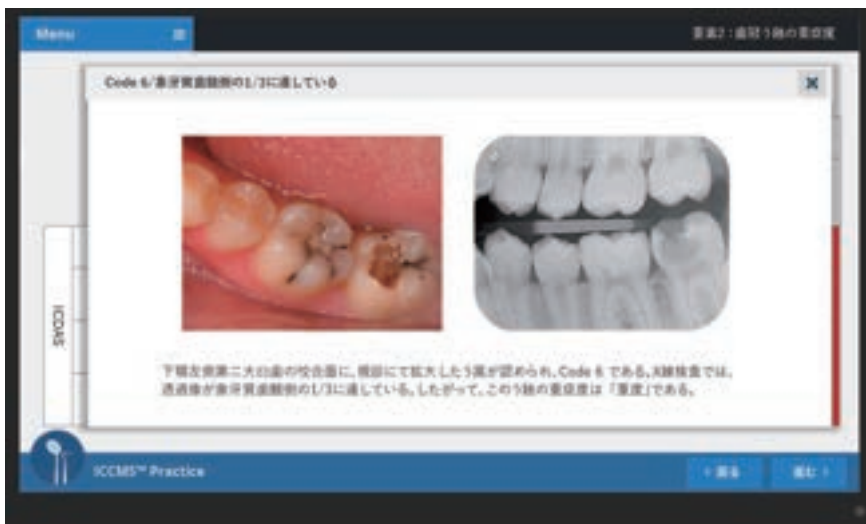 Menu
要素2:歯冠う蝕の重症度
Code 6/象牙質歯髄側の1/3に達している
ICDAS
下顎左側第二大臼歯の咬合面に、視診にて拡大したう窩が認められ、Code 6 である。X線検査では、
透過像が象牙質歯髄側の1/3に達している。したがって、このう蝕の重症度は「重度」である。
ICCMS™ Practice
戻る
進む